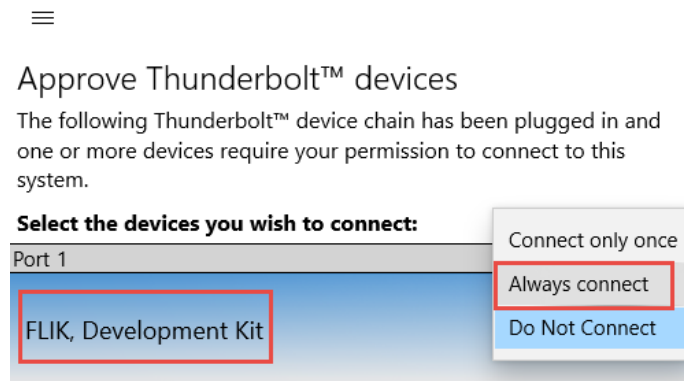 Approve Thunderbolt™ devices
The following Thunderbolt™ device chain has been plugged in and
one or more devices require your permission to connect to this
system.
Select the devices you wish to connect:
Port 1
FLIK, Development Kit
Connect only once
Always connect
Do Not Connect